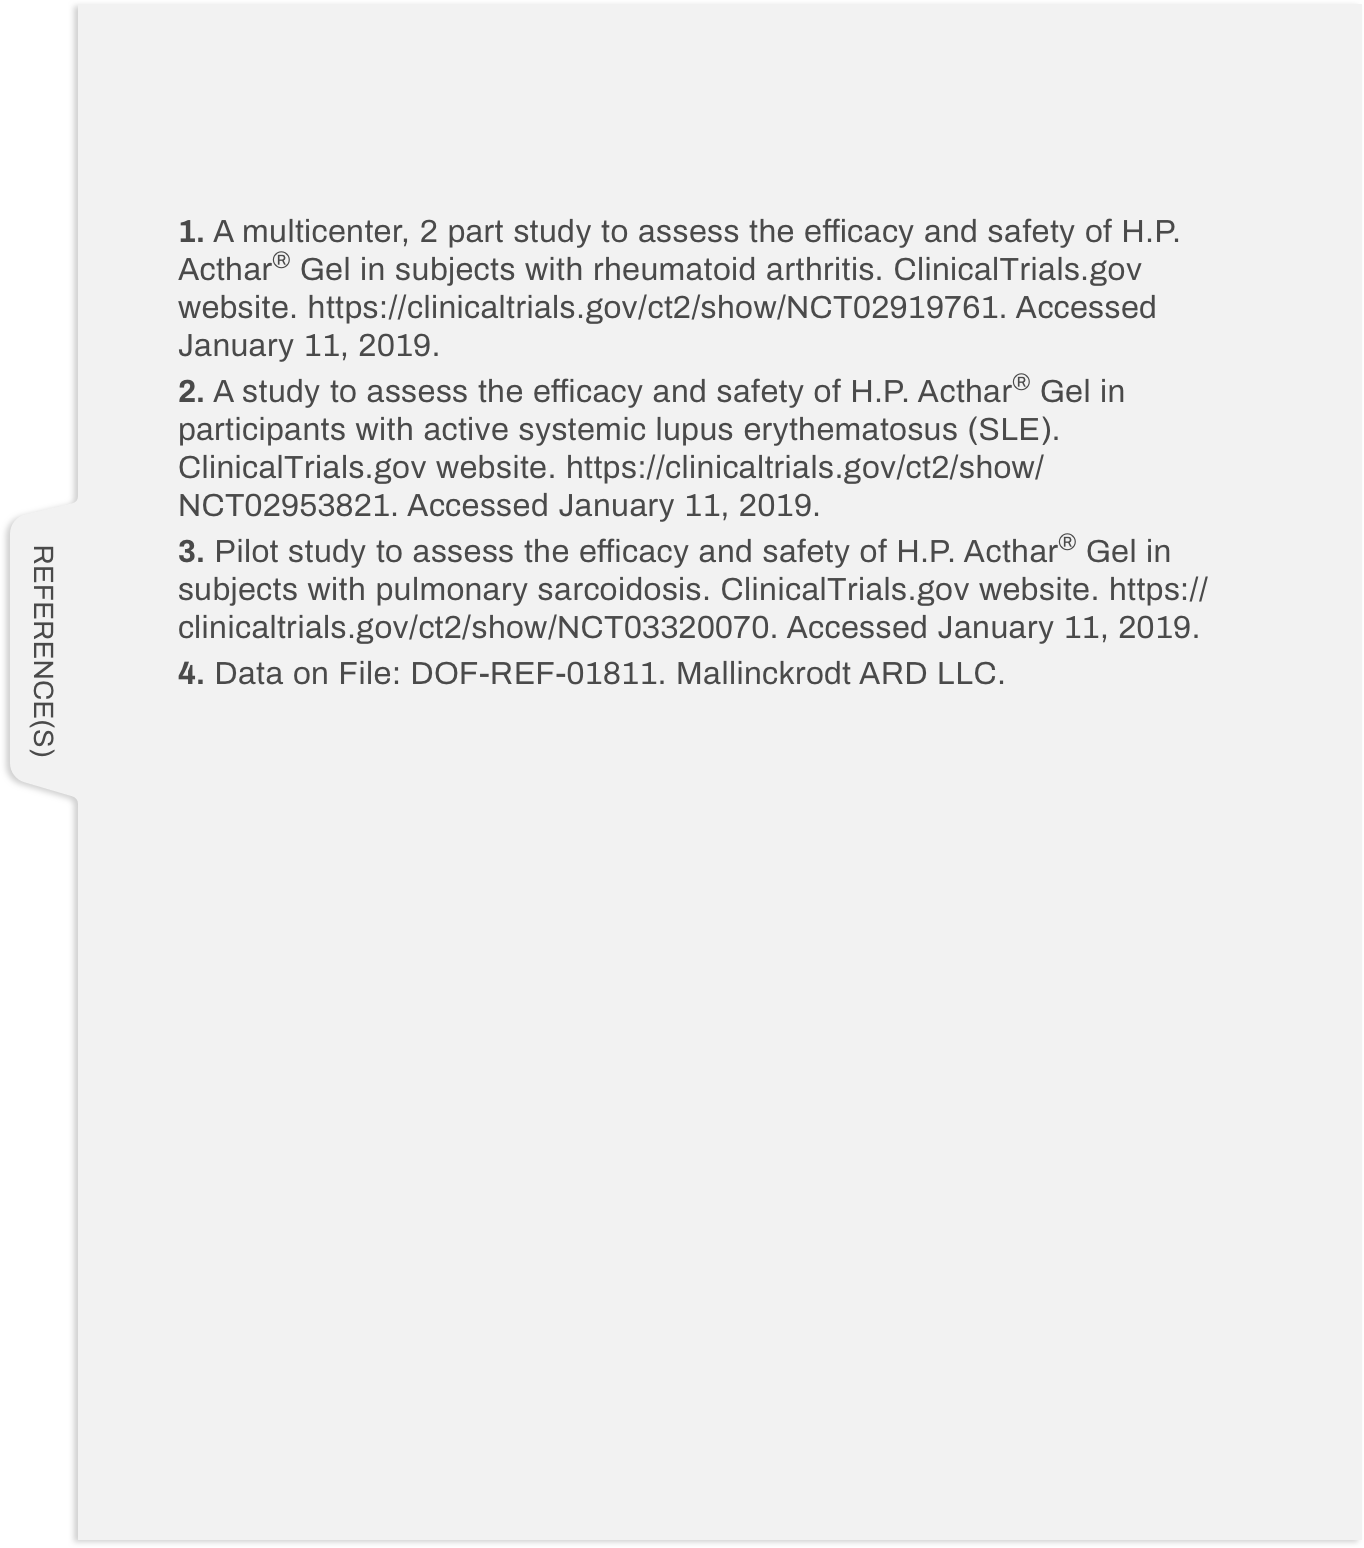 1. A multicenter, 2 part study to assess the efficacy and safety of H.P.
Acthar® Gel in subjects with rheumatoid arthritis. ClinicalTrials.gov
website. https://clinicaltrials.gov/ct2/show/NCT02919761. Accessed
January 11, 2019.
2. A study to assess the efficacy and safety of H.P. Acthar® Gel in
participants with active systemic lupus erythematosus (SLE).
ClinicalTrials.gov website. https://clinicaltrials.gov/ct2/show/
NCT02953821. Accessed January 11, 2019.
3. Pilot study to assess the efficacy and safety of H.P. Acthar® Gel in
subjects with pulmonary sarcoidosis. ClinicalTrials.gov website. https://
clinicaltrials.gov/ct2/show/NCT03320070. Accessed January 11, 2019.
4. Data on File: DOF-REF-01811. Mallinckrodt ARD LLC.
REFERENCE(S)